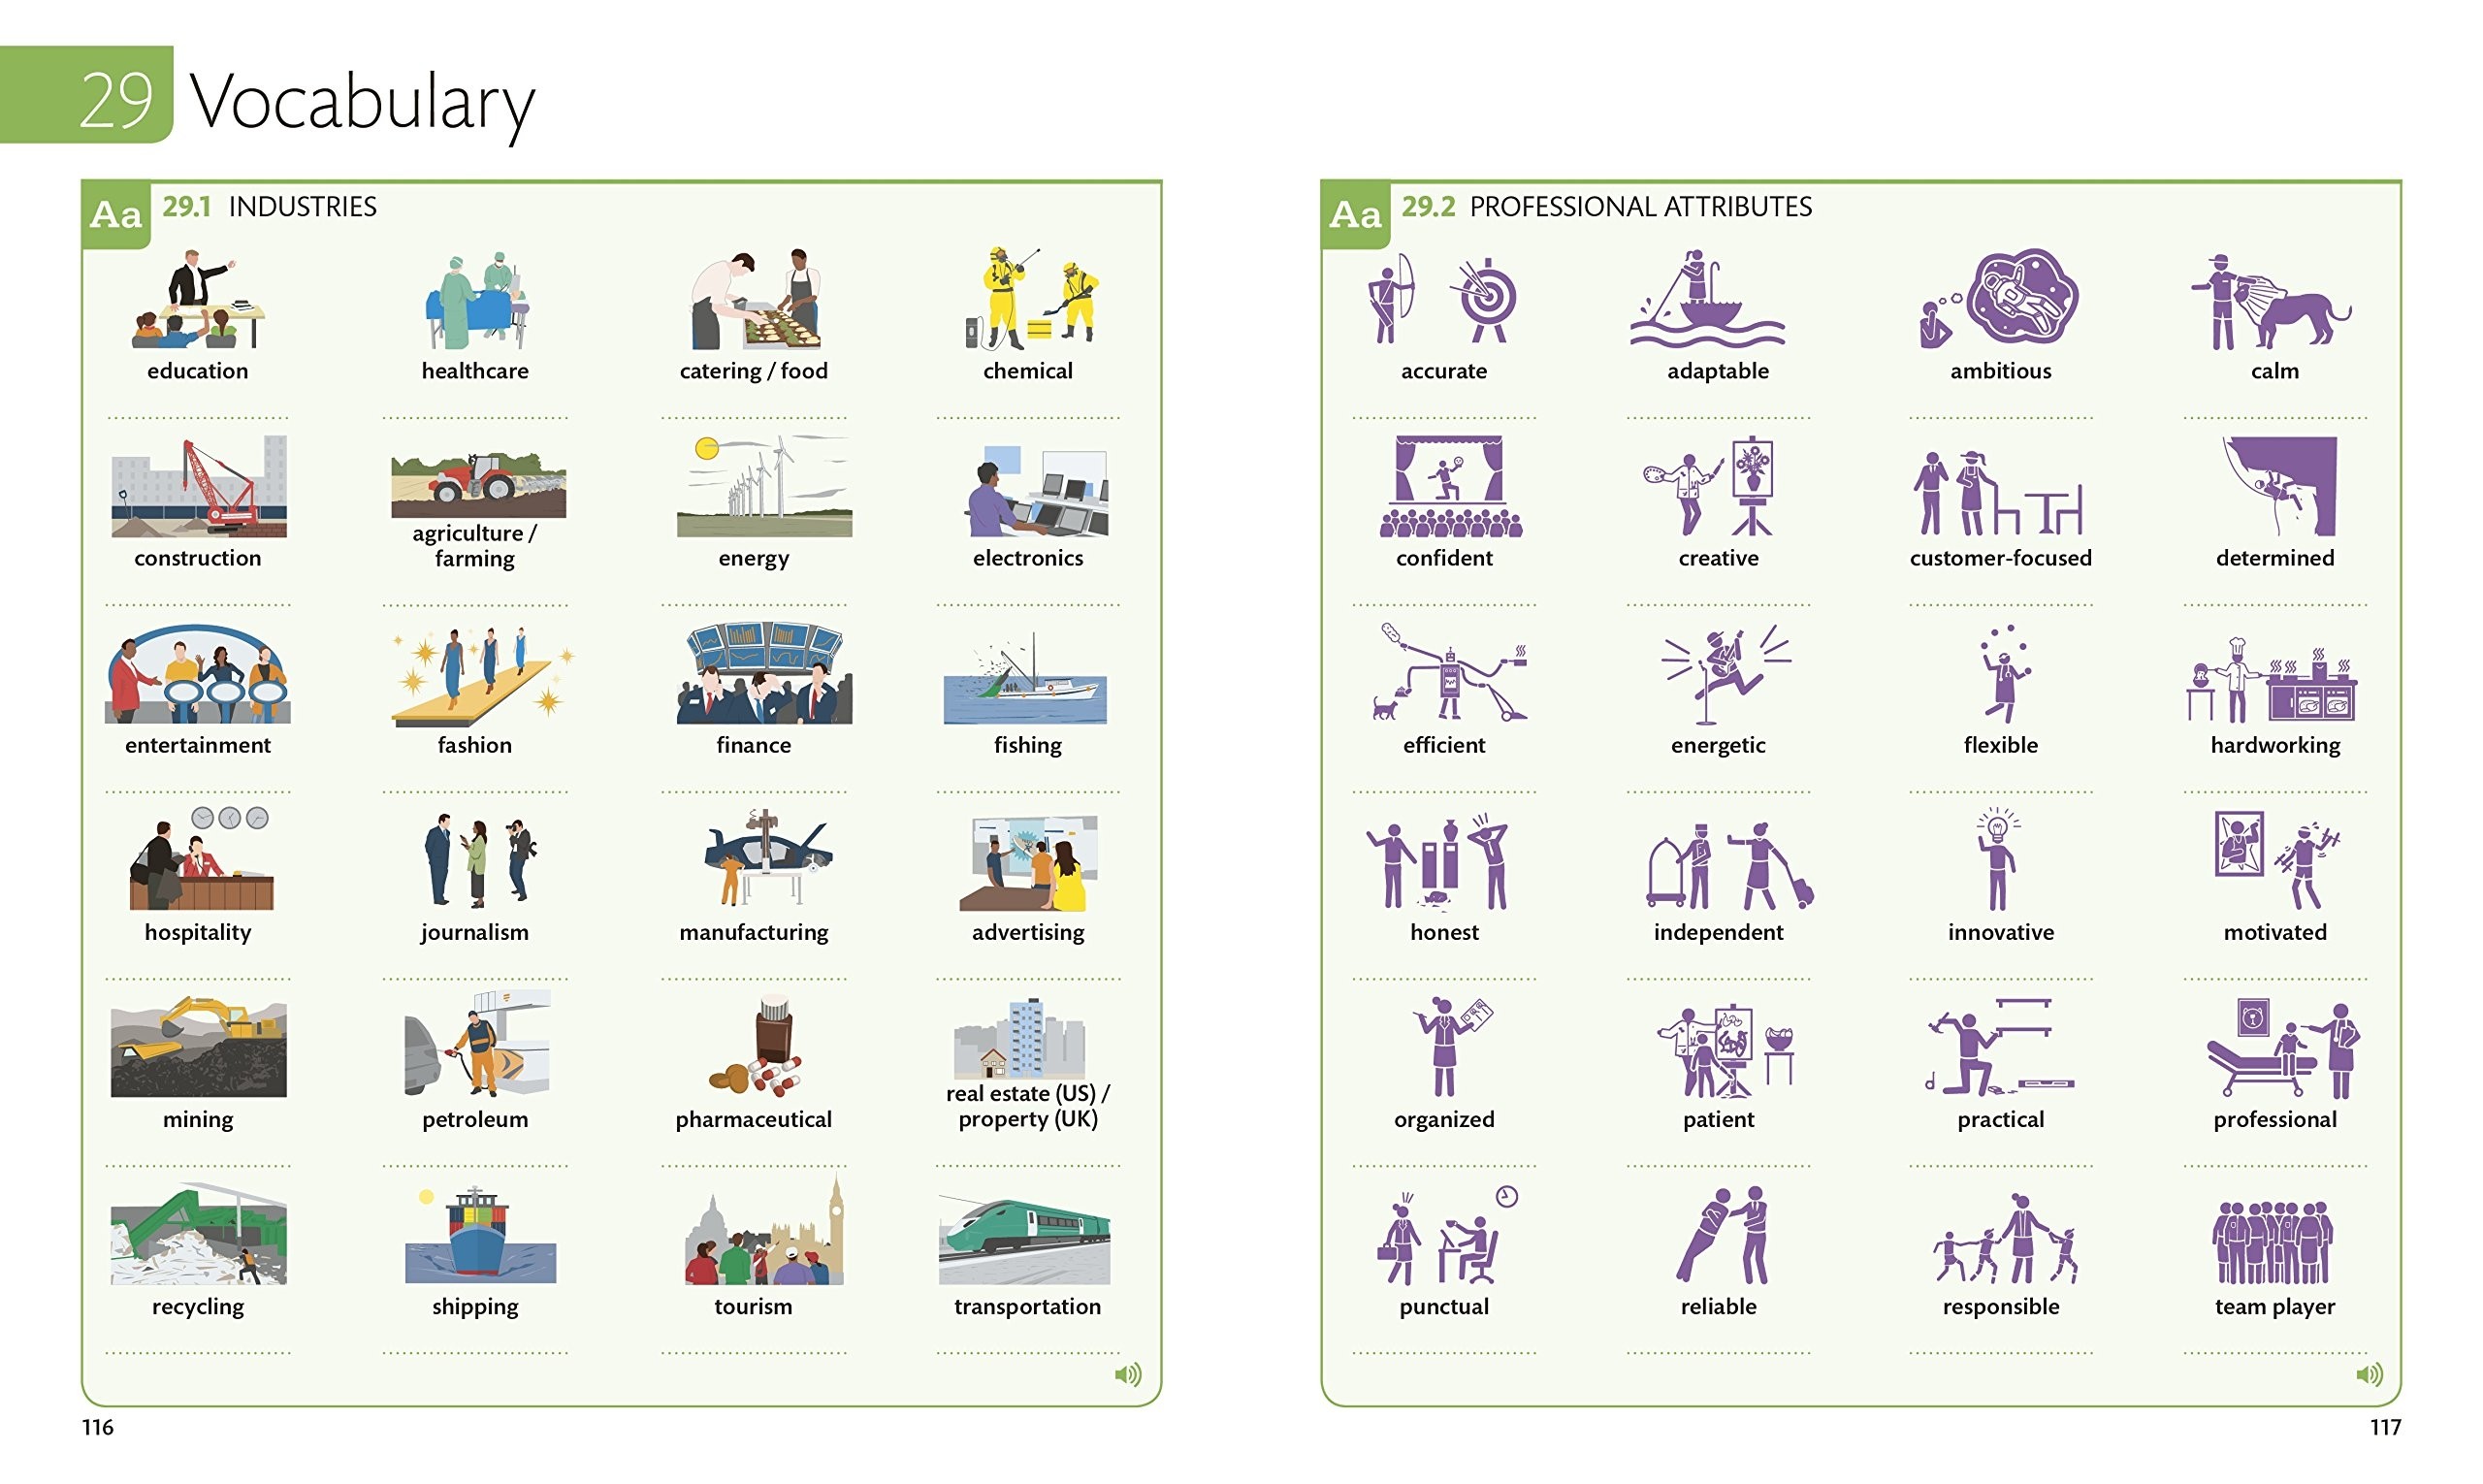 29 Vocabulary
Aa 29.1 INDUSTRIES
education healthcare catering / food chemical
construction agriculture / farming energy electronics
entertainment fashion finance fishing
hospitality journalism manufacturing advertising
mining petroleum pharmaceutical real estate (US) / property (UK)
recycling shipping tourism transportation
116
Aa 29.2 PROFESSIONAL ATTRIBUTES
accurate adaptable ambitious calm
confident creative customer-focused determined
efficient energetic flexible hardworking
honest independent innovative motivated
organized patient practical professional
punctual reliable responsible team player
117